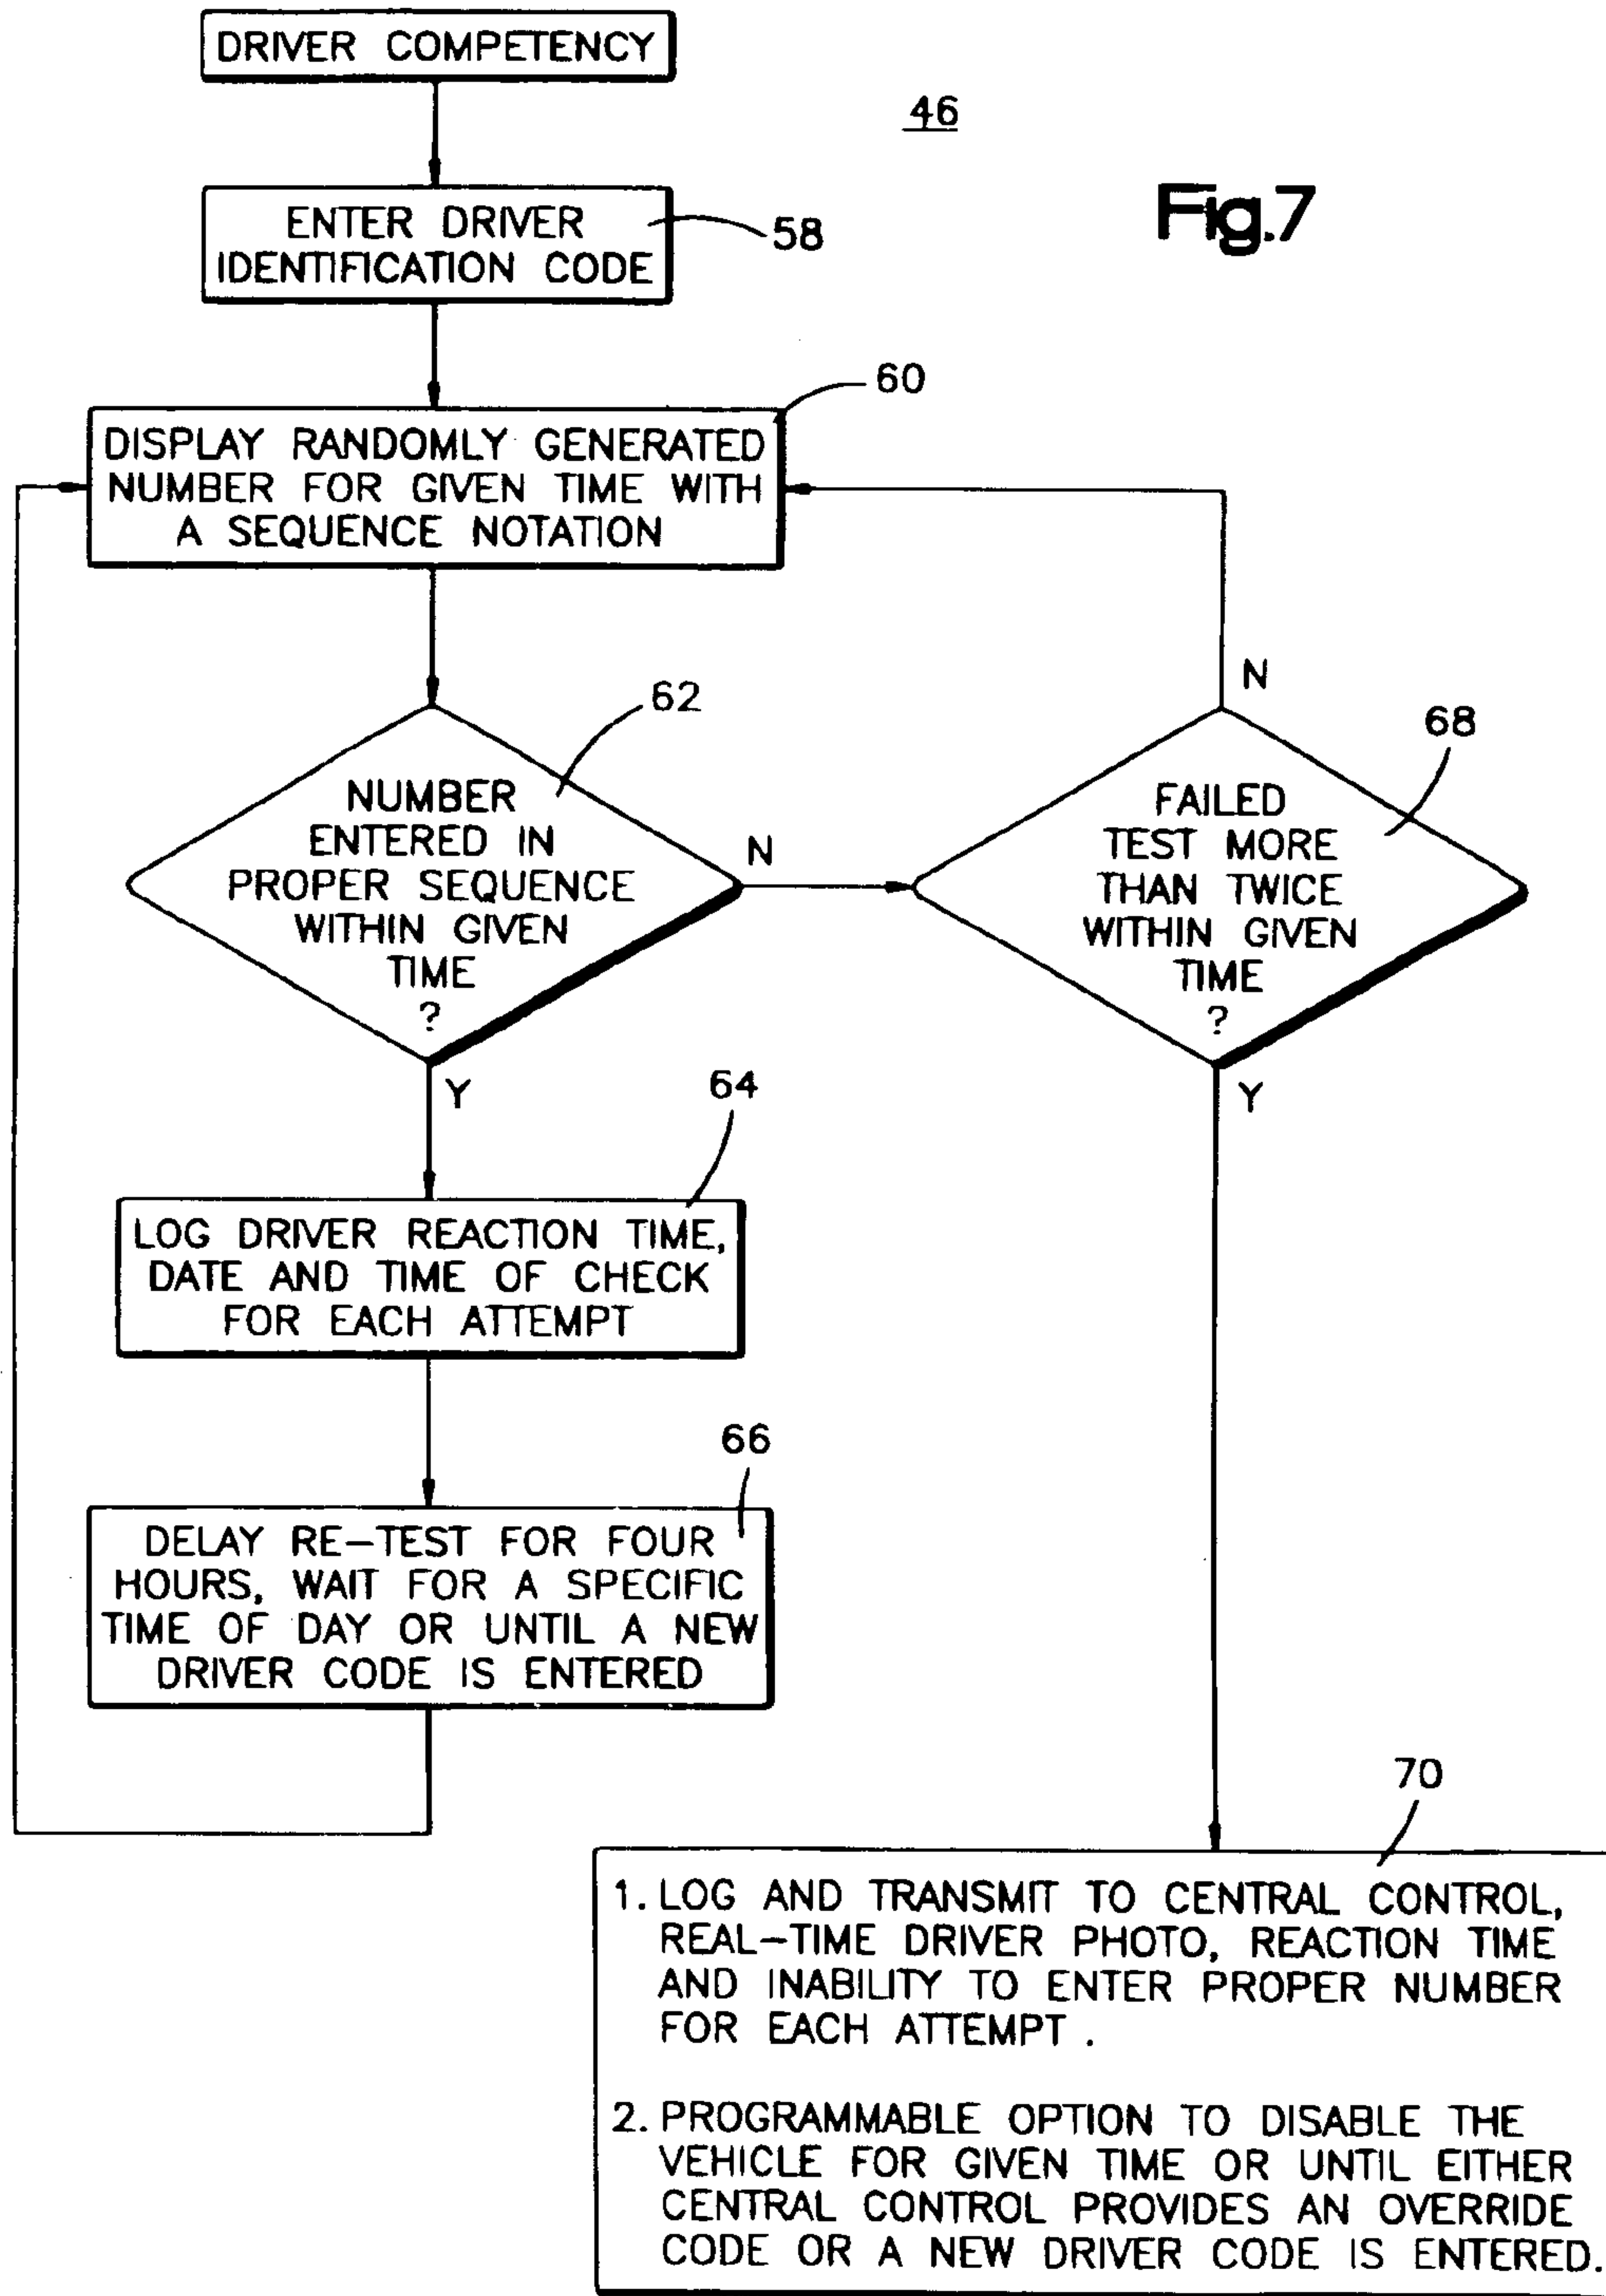 DRIVER COMPETENCY
46
Fig.7
ENTER DRIVER
IDENTIFICATION CODE
58
60
DISPLAY RANDOMLY GENERATED
NUMBER FOR GIVEN TIME WITH
A SEQUENCE NOTATION
62
NUMBER
ENTERED IN
PROPER SEQUENCE
WITHIN GIVEN
TIME
?
N
Y
68
FAILED
TEST MORE
THAN TWICE
WITHIN GIVEN
TIME
?
N
Y
64
LOG DRIVER REACTION TIME,
DATE AND TIME OF CHECK
FOR EACH ATTEMPT
66
DELAY RE-TEST FOR FOUR
HOURS, WAIT FOR A SPECIFIC
TIME OF DAY OR UNTIL A NEW
DRIVER CODE IS ENTERED
70
1. LOG AND TRANSMIT TO CENTRAL CONTROL,
REAL-TIME DRIVER PHOTO, REACTION TIME
AND INABILITY TO ENTER PROPER NUMBER
FOR EACH ATTEMPT .
2. PROGRAMMABLE OPTION TO DISABLE THE
VEHICLE FOR GIVEN TIME OR UNTIL EITHER
CENTRAL CONTROL PROVIDES AN OVERRIDE
CODE OR A NEW DRIVER CODE IS ENTERED.